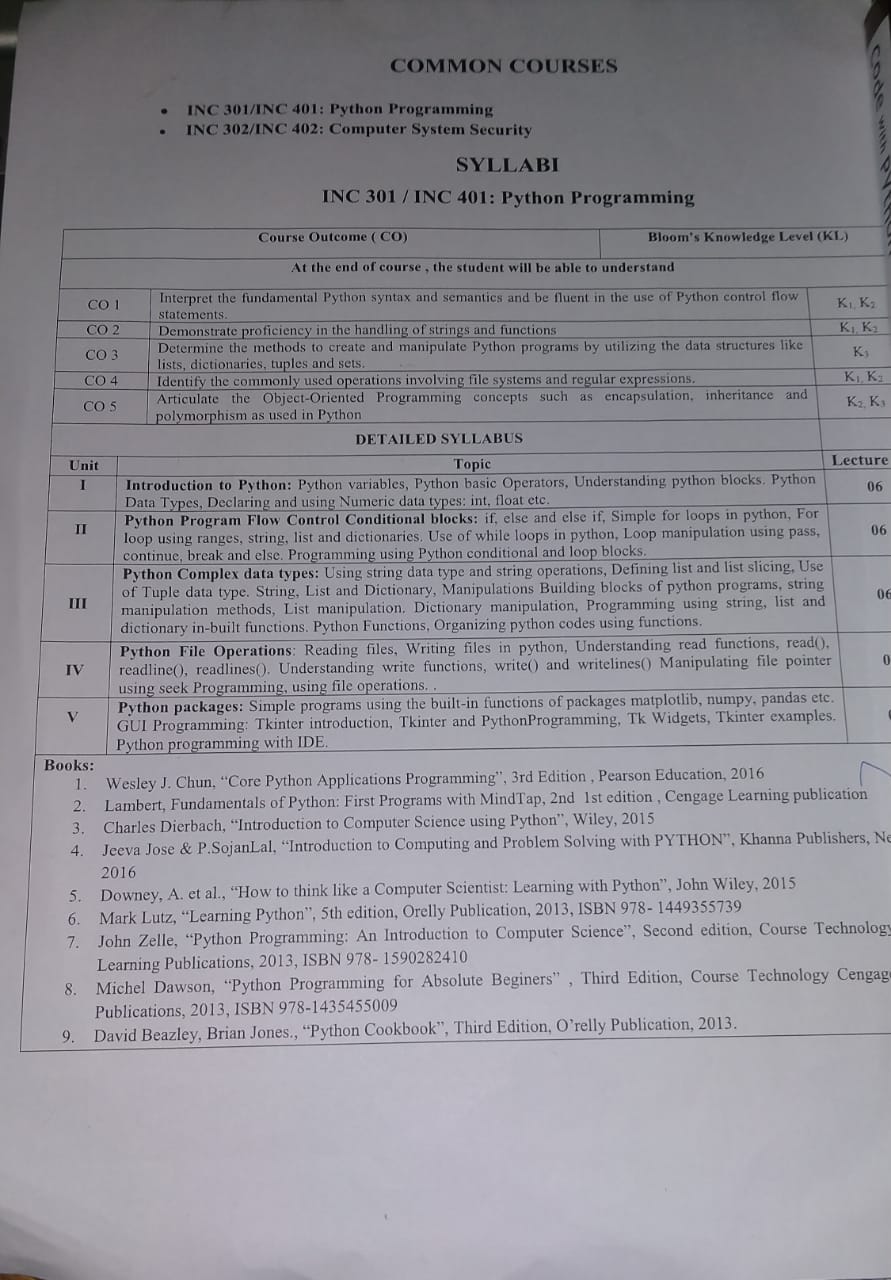 COMMON COURSES
• INC 301/INC 401: Python Programming
• INC 302/INC 402: Computer System Security
SYLLABI
INC 301 / INC 401: Python Programming
Course Outcome ( CO) Bloom's Knowledge Level (KL)
At the end of course , the student will be able to understand
CO 1 Interpret the fundamental Python syntax and semantics and be fluent in the use of Python control flow K1, K2
statements.
CO 2 Demonstrate proficiency in the handling of strings and functions K1, K2
CO 3 Determine the methods to create and manipulate Python programs by utilizing the data structures like K3
lists, dictionaries, tuples and sets.
CO 4 Identify the commonly used operations involving file systems and regular expressions. K1, K2
CO 5 Articulate the Object-Oriented Programming concepts such as encapsulation, inheritance and K2, K3
polymorphism as used in Python
DETAILED SYLLABUS
Unit Topic Lecture
I Introduction to Python: Python variables, Python basic Operators, Understanding python blocks. Python 06
Data Types, Declaring and using Numeric data types: int, float etc.
II Python Program Flow Control Conditional blocks: if, else and else if, Simple for loops in python, For 06
loop using ranges, string, list and dictionaries. Use of while loops in python, Loop manipulation using pass,
continue, break and else. Programming using Python conditional and loop blocks.
III Python Complex data types: Using string data type and string operations, Defining list and list slicing, Use 06
of Tuple data type. String, List and Dictionary, Manipulations Building blocks of python programs, string
manipulation methods, List manipulation. Dictionary manipulation, Programming using string, list and
dictionary in-built functions. Python Functions, Organizing python codes using functions.
IV Python File Operations: Reading files, Writing files in python, Understanding read functions, read(), 0
readline(), readlines(). Understanding write functions, write() and writelines() Manipulating file pointer
using seek Programming, using file operations. .
V Python packages: Simple programs using the built-in functions of packages matplotlib, numpy, pandas etc.
GUI Programming: Tkinter introduction, Tkinter and PythonProgramming, Tk Widgets, Tkinter examples.
Python programming with IDE.
Books:
1. Wesley J. Chun, “Core Python Applications Programming”, 3rd Edition , Pearson Education, 2016
2. Lambert, Fundamentals of Python: First Programs with MindTap, 2nd 1st edition , Cengage Learning publication
3. Charles Dierbach, “Introduction to Computer Science using Python”, Wiley, 2015
4. Jeeva Jose & P.SojanLal, “Introduction to Computing and Problem Solving with PYTHON”, Khanna Publishers, Ne
2016
5. Downey, A. et al., “How to think like a Computer Scientist: Learning with Python”, John Wiley, 2015
6. Mark Lutz, “Learning Python”, 5th edition, Orelly Publication, 2013, ISBN 978- 1449355739
7. John Zelle, “Python Programming: An Introduction to Computer Science”, Second edition, Course Technology
Learning Publications, 2013, ISBN 978- 1590282410
8. Michel Dawson, “Python Programming for Absolute Beginers” , Third Edition, Course Technology Cengag
Publications, 2013, ISBN 978-1435455009
9. David Beazley, Brian Jones., “Python Cookbook”, Third Edition, O’relly Publication, 2013.
Code with